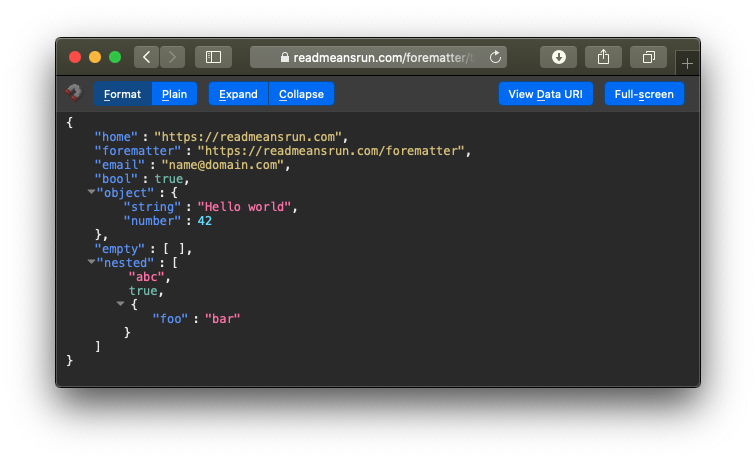 readmeansrun.com/forematter/
Format Plain Expand Collapse View Data URI Full-screen
{
"home" : "https://readmeansrun.com",
"forematter" : "https://readmeansrun.com/forematter",
"email" : "name@domain.com",
"bool" : true,
"object" : {
"string" : "Hello world",
"number" : 42
},
"empty" : [ ],
"nested" : [
"abc",
true,
{
"foo" : "bar"
}
]
}